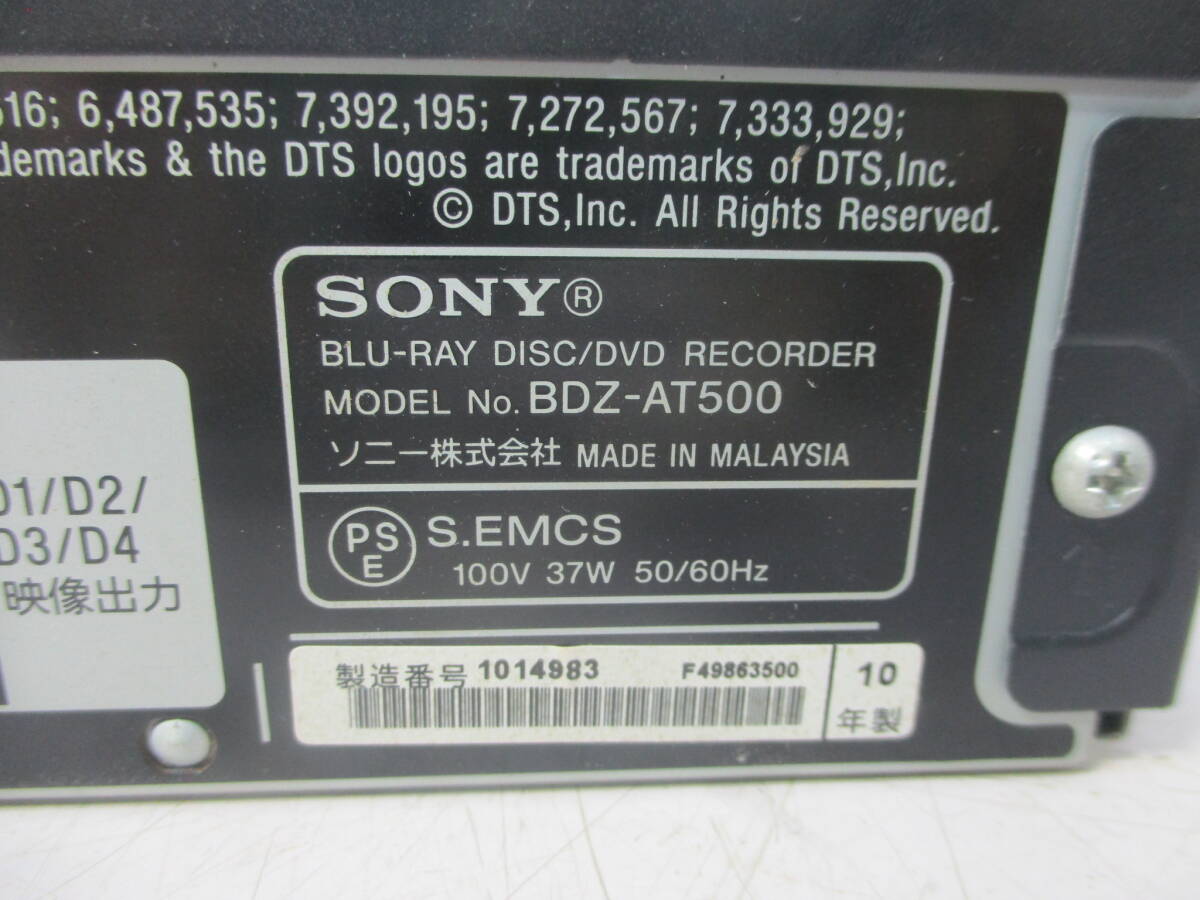 6,487,535; 7,392,195; 7,272,567; 7,333,929;
& the DTS logos are trademarks of DTS,Inc.
© DTS,Inc. All Rights Reserved.
SONY®
BLU-RAY DISC/DVD RECORDER
MODEL No. BDZ-AT500
ソニー株式会社 MADE IN MALAYSIA
D1/D2/
D3/D4
映像出力
PS
E
S.EMCS
100V 37W 50/60Hz
製造番号 1014983 F49863500
10
年製